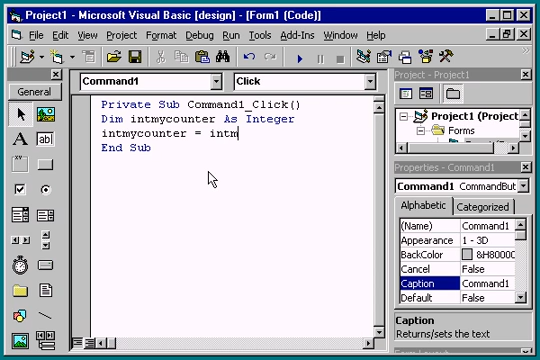 Project1 - Microsoft Visual Basic [design] - [Form1 (Code)]
File Edit View Project Format Debug Run Tools Add-Ins Window Help
General
A
ab|
xv
Command1
Click
Private Sub Command1_Click()
Dim intmycounter As Integer
intmycounter = intm
End Sub
Project - Project1
Project1 (Project
Forms
Properties - Command1
Command1 CommandBut
Alphabetic Categorized
(Name) Command1
Appearance 1 - 3D
BackColor &H8000C
Cancel False
Caption Command1
Default False
Caption
Returns/sets the text